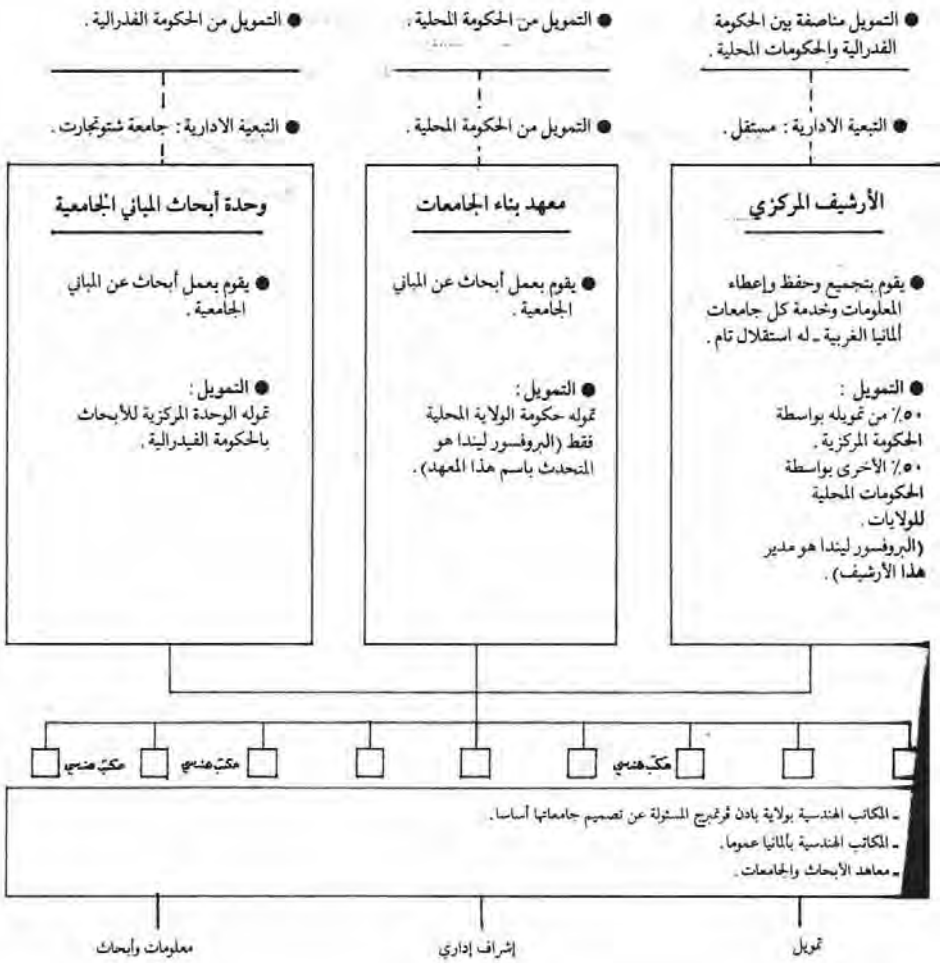 ● التمويل مناصفة بين الحكومة
الفدرالية والحكومات المحلية .
● التبعية الادارية : مستقل .
الأرشيف المركزي
● يقوم بتجميع وحفظ وإعطاء
المعلومات وخدمة كل جامعات
ألمانيا الغربية ـ له استقلال تام .
● التمويل :
٥٠٪ من تمويله بواسطة
الحكومة المركزية .
٥٠٪ الأخرى بواسطة
الحكومات المحلية
للولايات .
(البروفسور ليندا هو مدير
هذا الأرشيف) .
● التمويل من الحكومة المحلية .
● التمويل من الحكومة المحلية .
معهد بناء الجامعات
● يقوم بعمل أبحاث عن المباني
الجامعية .
● التمويل :
تموله حكومة الولاية المحلية
فقط (البروفسور ليندا هو
المتحدث باسم هذا المعهد) .
● التمويل من الحكومة الفدرالية .
● التبعية الادارية : جامعة شتوتجارت .
وحدة أبحاث المباني الجامعية
● يقوم بعمل أبحاث عن المباني
الجامعية .
● التمويل :
تموله الوحدة المركزية للأبحاث
بالحكومة الفيدرالية .
مكتب هندسي
مكتب هندسي
مكتب هندسي
ـ المكاتب الهندسية بولاية بادن ڤرتمبرج المسئولة عن تصميم جامعاتها أساسا .
ـ المكاتب الهندسية بألمانيا عموما .
ـ معاهد الأبحاث والجامعات .
تمويل
إشراف إداري
معلومات وأبحاث